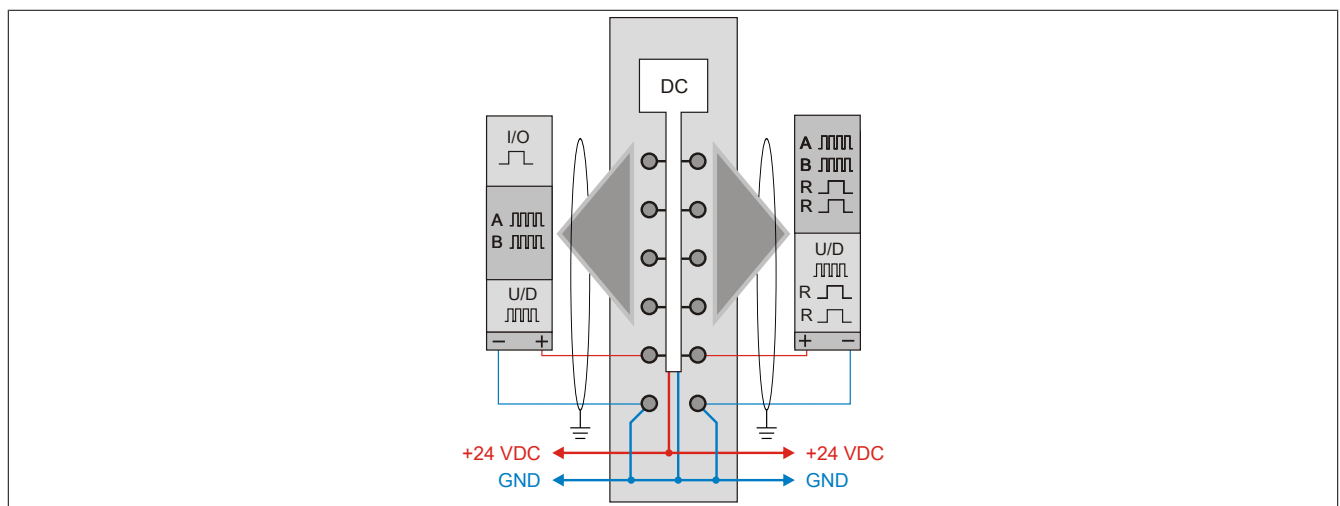 DC
I/O
A
B
U/D
− +
A
B
R
R
U/D
R
R
+ −
+24 VDC
+24 VDC
GND
GND